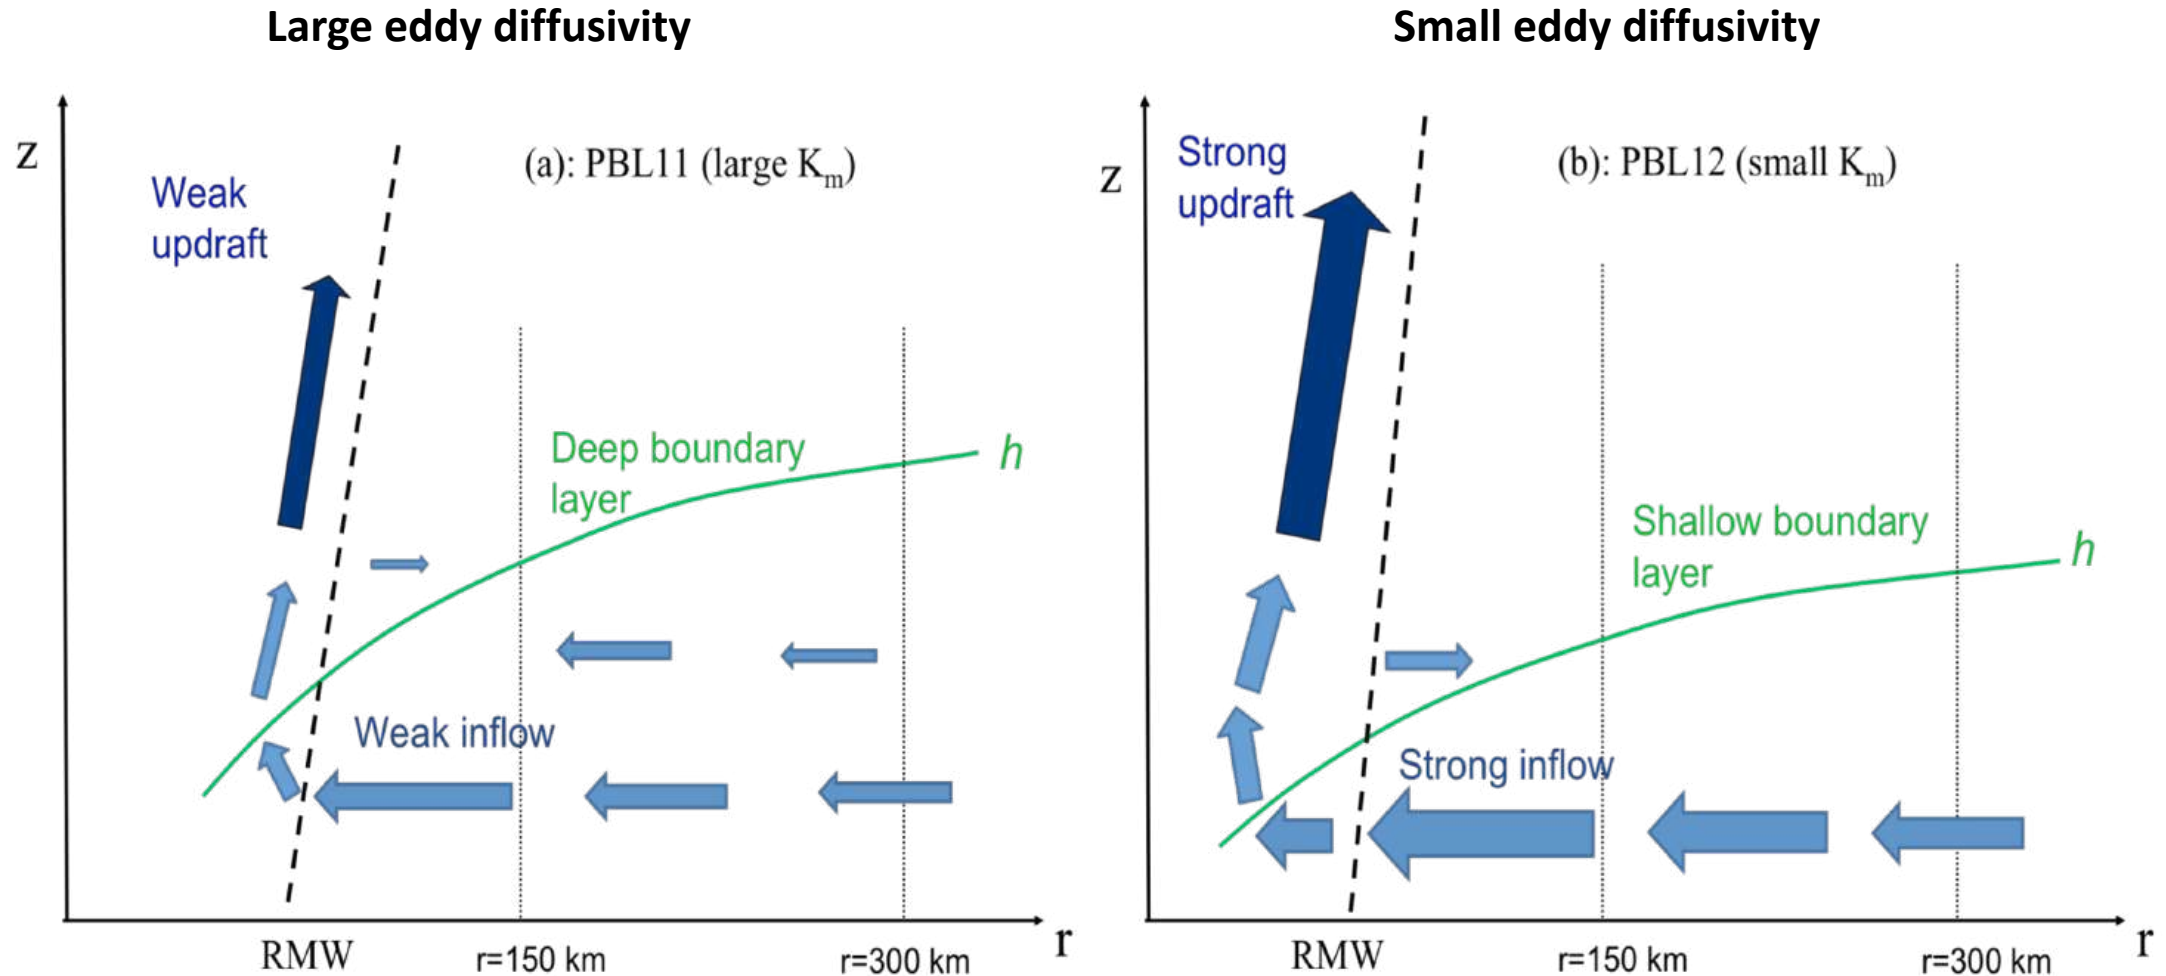 Large eddy diffusivity
z
(a): PBL11 (large Km)
Weak
updraft
Deep boundary
layer
h
Weak inflow
RMW
r=150 km
r=300 km
r
Small eddy diffusivity
z
Strong
updraft
(b): PBL12 (small Km)
Shallow boundary
layer
h
Strong inflow
RMW
r=150 km
r=300 km
r